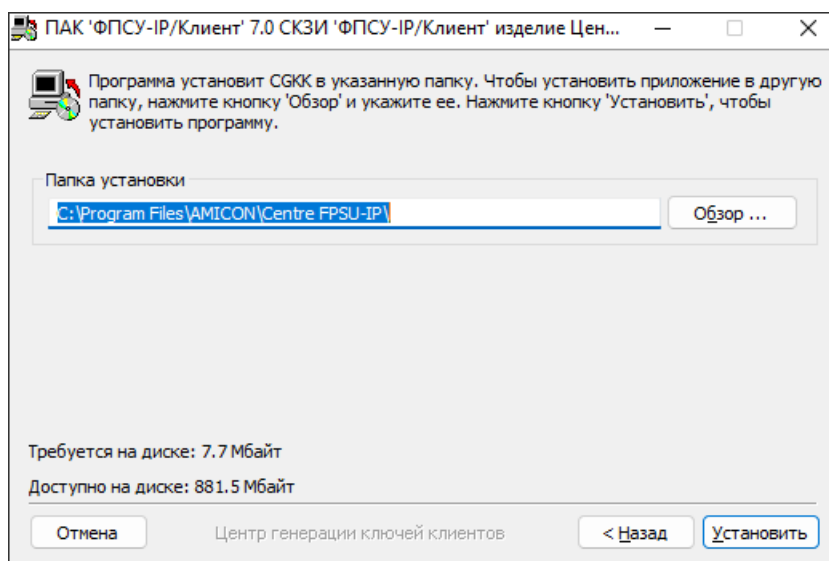 ПАК 'ФПСУ-IP/Клиент' 7.0 СКЗИ 'ФПСУ-IP/Клиент' изделие Цен...
Программа установит CGKK в указанную папку. Чтобы установить приложение в другую
папку, нажмите кнопку 'Обзор' и укажите ее. Нажмите кнопку 'Установить', чтобы
установить программу.
Папка установки
C:\Program Files\AMICON\Centre FPSU-IP\
Обзор ...
Требуется на диске: 7.7 Мбайт
Доступно на диске: 881.5 Мбайт
Отмена
Центр генерации ключей клиентов
< Назад
Установить